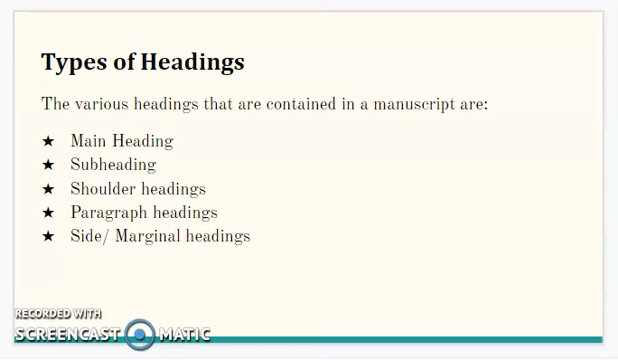 Types of Headings
The various headings that are contained in a manuscript are:
★ Main Heading
★ Subheading
★ Shoulder headings
★ Paragraph headings
★ Side/ Marginal headings
RECORDED WITH
SCREENCAST MATIC